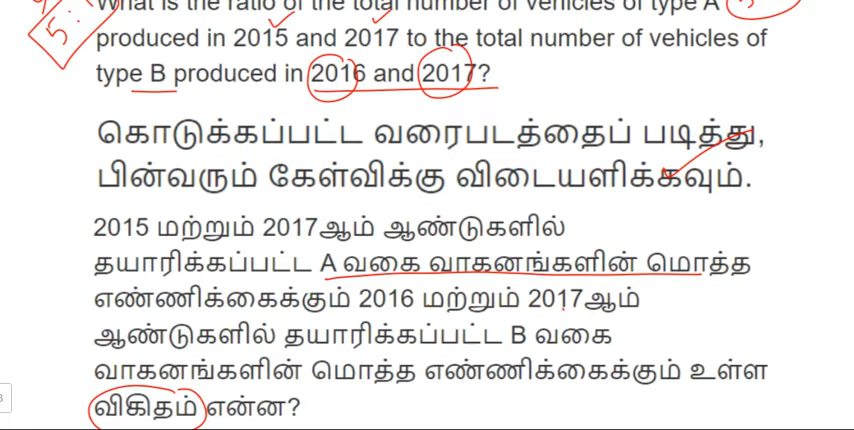 What is the ratio of the total number of vehicles of type A
produced in 2015 and 2017 to the total number of vehicles of
type B produced in 2016 and 2017?
கொடுக்கப்பட்ட வரைபடத்தைப் படித்து,
பின்வரும் கேள்விக்கு விடையளிக்கவும்.
2015 மற்றும் 2017ஆம் ஆண்டுகளில்
தயாரிக்கப்பட்ட A வகை வாகனங்களின் மொத்த
எண்ணிக்கைக்கும் 2016 மற்றும் 2017ஆம்
ஆண்டுகளில் தயாரிக்கப்பட்ட B வகை
வாகனங்களின் மொத்த எண்ணிக்கைக்கும் உள்ள
விகிதம் என்ன?